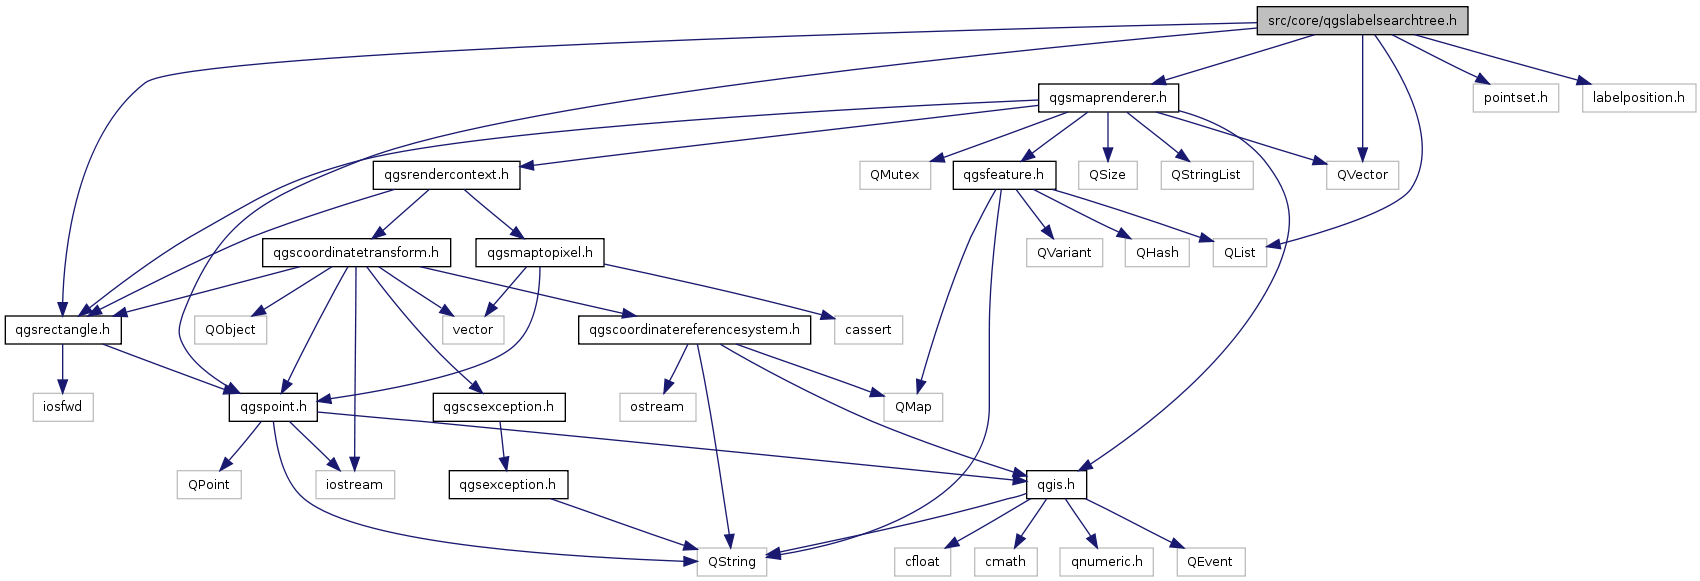 src/core/qgslabelsearchtree.h
qgsmaprenderer.h
pointset.h
labelposition.h
qgsrendercontext.h
QMutex
qgsfeature.h
QSize
QStringList
QVector
qgscoordinatetransform.h
qgsmaptopixel.h
QVariant
QHash
QList
qgsrectangle.h
QObject
vector
qgscoordinatereferencesystem.h
cassert
iosfwd
qgspoint.h
qgscsexception.h
ostream
QMap
QPoint
iostream
qgsexception.h
qgis.h
QString
cfloat
cmath
qnumeric.h
QEvent